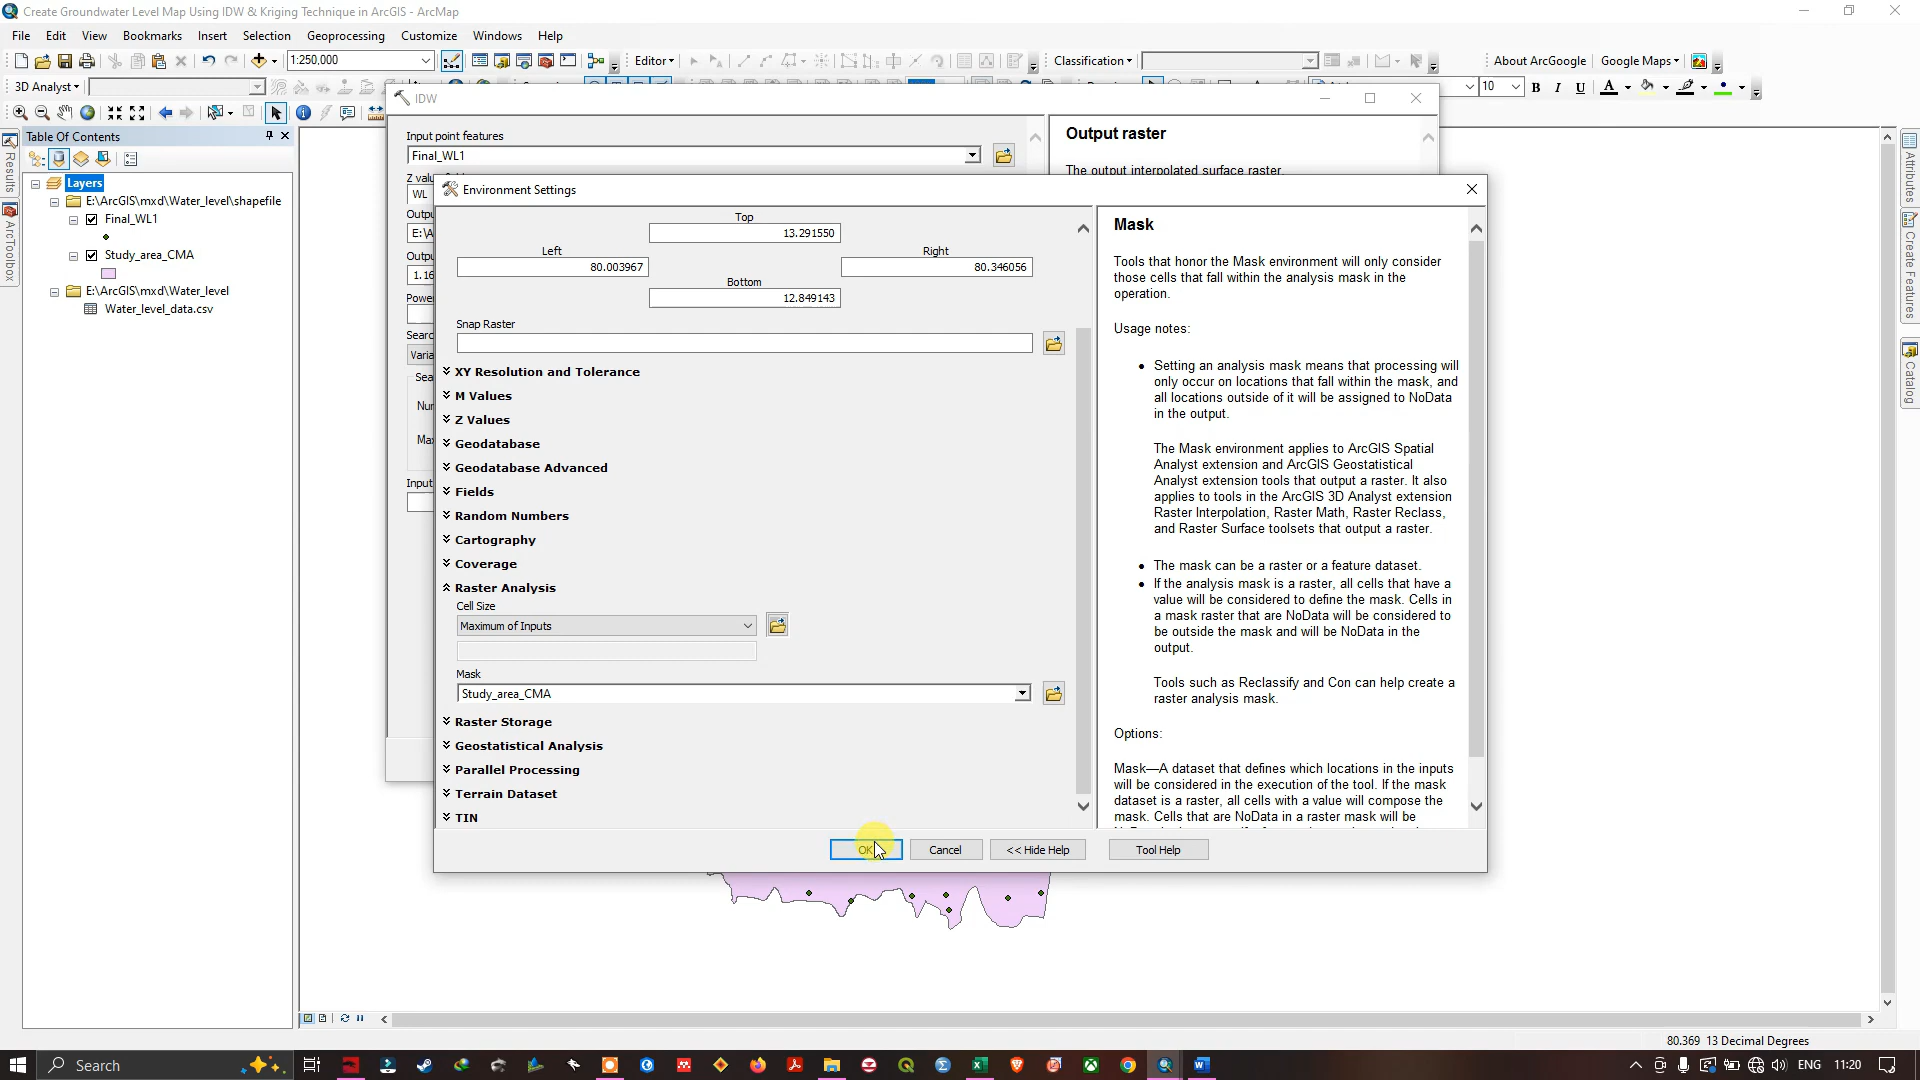 Create Groundwater Level Map Using IDW & Kriging Technique in ArcGIS - ArcMap
File Edit View Bookmarks Insert Selection Geoprocessing Customize Windows Help
1:250,000
Editor
Classification
About ArcGoogle
Google Maps
3D Analyst
10
B I U A
Table Of Contents
Layers
E:\ArcGIS\mxd\Water_level\shapefile
Final_WL1
Study_area_CMA
E:\ArcGIS\mxd\Water_level
Water_level_data.csv
Results
ArcToolbox
Attributes
Create Features
Catalog
IDW
Input point features
Final_WL1
WL
1.16
Input
Output raster
The output interpolated surface raster.
Environment Settings
Top
13.291550
Left
Right
80.003967
80.346056
Bottom
12.849143
Snap Raster
XY Resolution and Tolerance
M Values
Z Values
Geodatabase
Geodatabase Advanced
Fields
Random Numbers
Cartography
Coverage
Raster Analysis
Cell Size
Maximum of Inputs
Mask
Study_area_CMA
Raster Storage
Geostatistical Analysis
Parallel Processing
Terrain Dataset
TIN
Mask
Tools that honor the Mask environment will only consider
those cells that fall within the analysis mask in the
operation.
Usage notes:
• Setting an analysis mask means that processing will
only occur on locations that fall within the mask, and
all locations outside of it will be assigned to NoData
in the output.
The Mask environment applies to ArcGIS Spatial
Analyst extension and ArcGIS Geostatistical
Analyst extension tools that output a raster. It also
applies to tools in the ArcGIS 3D Analyst extension
Raster Interpolation, Raster Math, Raster Reclass,
and Raster Surface toolsets that output a raster.
• The mask can be a raster or a feature dataset.
• If the analysis mask is a raster, all cells that have a
value will be considered to define the mask. Cells in
a mask raster that are NoData will be considered to
be outside the mask and will be NoData in the
output.
Tools such as Reclassify and Con can help create a
raster analysis mask.
Options:
Mask—A dataset that defines which locations in the inputs
will be considered in the execution of the tool. If the mask
dataset is a raster, all cells with a value will compose the
mask. Cells that are NoData in a raster mask will be
OK
Cancel
<< Hide Help
Tool Help
80.369 13 Decimal Degrees
Search
ENG
11:20